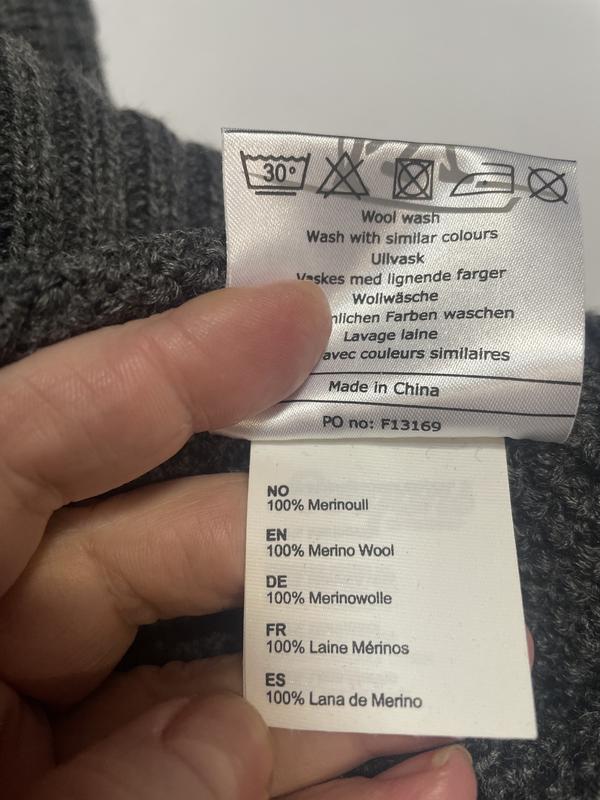 30°
Wool wash
Wash with similar colours
Ullvask
Vaskes med lignende farger
Wollwäsche
Farben waschen
Lavage laine
avec couleurs similaires
Made in China
PO no: F13169
NO
100% Merinoull
EN
100% Merino Wool
DE
100% Merinowolle
FR
100% Laine Mérinos
ES
100% Lana de Merino